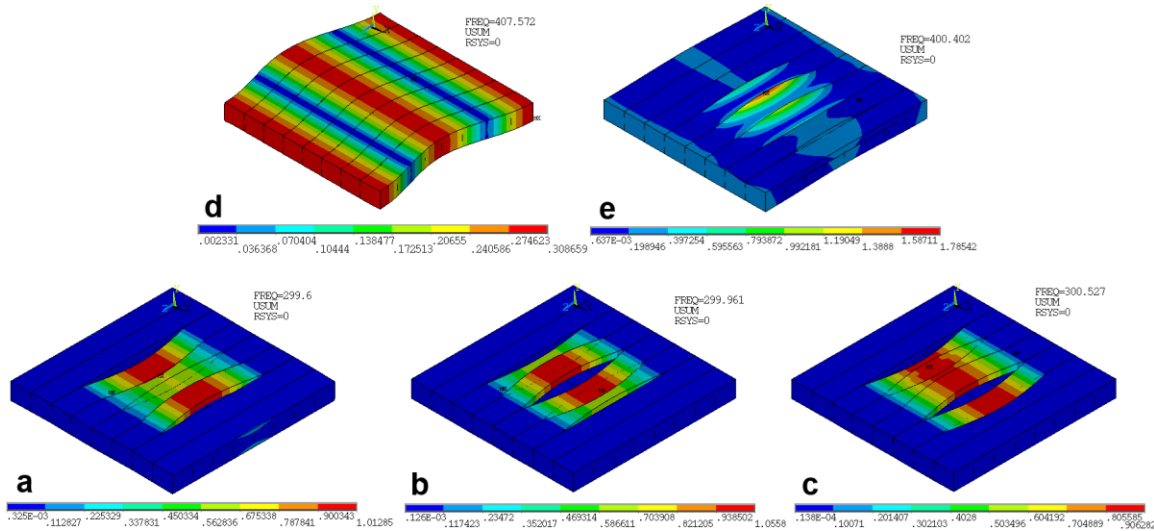 FREQ=407.572
USUM
RSYS=0
d
.002331 .036368 .070404 .10444 .138477 .172513 .20655 .240586 .274623 .308659
FREQ=400.402
USUM
RSYS=0
e
.637E-03 .198946 .397254 .595563 .793872 .992181 1.19049 1.3888 1.58711 1.78542
FREQ=299.6
USUM
RSYS=0
a
.325E-03 .112827 .225329 .337831 .450334 .562836 .675338 .787841 .900343 1.01285
FREQ=299.961
USUM
RSYS=0
b
.126E-03 .117423 .23472 .352017 .469314 .586611 .703908 .821205 .938502 1.0558
FREQ=300.527
USUM
RSYS=0
c
.138E-04 .10071 .201407 .302103 .4028 .503496 .604192 .704889 .805585 .906282